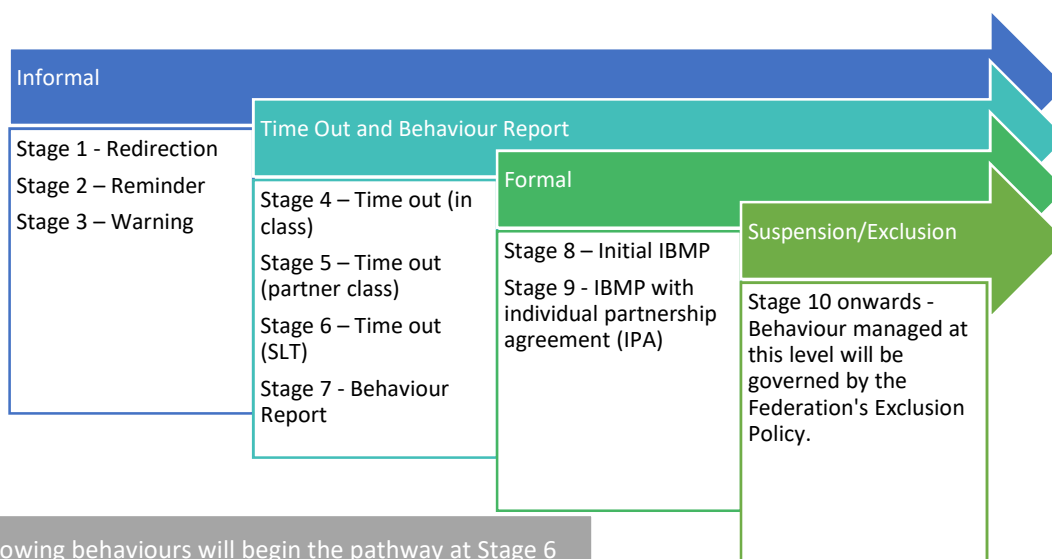 Informal
Stage 1 - Redirection
Stage 2 – Reminder
Stage 3 – Warning
Time Out and Behaviour Report
Stage 4 – Time out (in
class)
Stage 5 – Time out
(partner class)
Stage 6 – Time out
(SLT)
Stage 7 - Behaviour
Report
Formal
Stage 8 – Initial IBMP
Stage 9 - IBMP with
individual partnership
agreement (IPA)
Suspension/Exclusion
Stage 10 onwards -
Behaviour managed at
this level will be
governed by the
Federation's Exclusion
Policy.
behaviours will begin the pathway at Stage 6